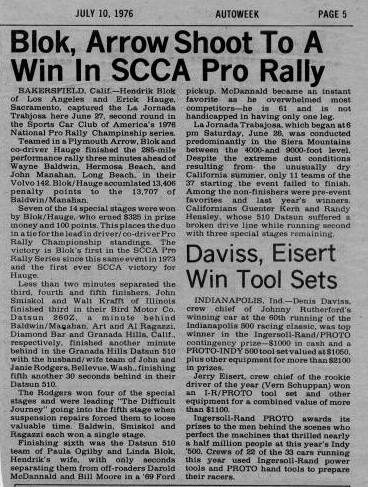 JULY 10, 1976 AUTOWEEK PAGE 5
Blok, Arrow Shoot To A
Win In SCCA Pro Rally
BAKERSFIELD, Calif.—Hendrik Blok
of Los Angeles and Erick Hauge,
Sacramento, captured the La Jornada
Trabjosa here June 27, second round in
the Sports Car Club of America's 1976
National Pro Rally Championship series.
Teamed in a Plymouth Arrow, Blok and
co-driver Hauge finished the 285-mile
performance rally three minutes ahead of
Wayne Baldwin, Hermosa Beach, and
John Manahan, Long Beach, in their
Volvo 142. Blok/Hauge accumulated 13,406
penalty points to the 13,707 of
Baldwin/Manahan.
Seven of the 14 special stages were won
by Blok/Hauge, who erned $325 in prize
money and 100 points. This places the duo
in a tie for the lead in driver/co-driver Pro
Rally Championship standings. The
victory is Blok's first in the SCCA Pro
Rally Series since this same event in 1973
and the first ever SCCA victory for
Hauge.
Less than two minutes separated the
third, fourth and fifth finishers. John
Smiskol and Walt Krafft of Illinois
finished third in their Bird Motor Co.
Datsun 260Z, a minute behind
Baldwin/Magahan. Art and Al Ragazzi,
Diamond Bar and Granada Hills, Calif.,
respectively, finished another minute
behind in the Granada Hills Datsun 510
with the husband/wife team of John and
Janie Rodgers, Bellevue, Wash., finishing
fifth another 30 seconds behind in their
Datsun 510.
The Rodgers won four of the special
stages and were leading "The Difficult
Journey" going into the fifth stage when
suspension repairs forced them to loose
valuable time. Baldwin, Smiskol and
Ragazzi each won a single stage.
Finishing sixth was the Datsun 510
team of Paula Ogilby and Linda Blok,
Hendrik's wife, with only seconds
separating them from off-roaders Darold
McDannald and Bill Moore in a '69 Ford
pickup. McDannald became an instant
favorite as he overwhelmed most
competitors—he is 61 and is not
handicapped in having only one leg.
La Jornada Trabajosa, which began at 6
pm Saturday, June 26, was conducted
predominantly in the Siera Mountains
between the 4000-and 9000-foot level.
Despite the extreme dust conditions
resulting from the unusually dry
California summer, only 11 teams of the
37 starting the event failed to finish.
Among the non-finishers were pre-event
favorites and last year's winners.
Californians Guenter Kern and Randy
Hensley, whose 510 Datsun suffered a
broken drive line while running second
with three special stages remaining.
Daviss, Eisert
Win Tool Sets
INDIANAPOLIS, Ind.—Denis Daviss,
crew chief of Johnny Rutherford's
winning car at the 60th running of the
Indianapolis 500 racing classic, was top
winner in the Ingersoll-Rand/PROTO
contingency prize—$1000 in cash and a
PROTO-INDY 500 tool set valued at $1050,
plus other equipment for more than $2100
in prizes.
Jerry Eisert, crew chief of the rookie
driver of the year (Vern Schuppan) won
an I-R/PROTO tool set and other
equipment for a combined value of more
than $1100.
Ingersoll-Rand PROTO awards its
prizes to the men behind the scenes who
perfect the machines that thrilled nearly
a half million people at this year's Indy
'500. Crews of 22 of the 33 cars running
this year used Ingersoll-Rand power
tools and PROTO hand tools to prepare
their racers.